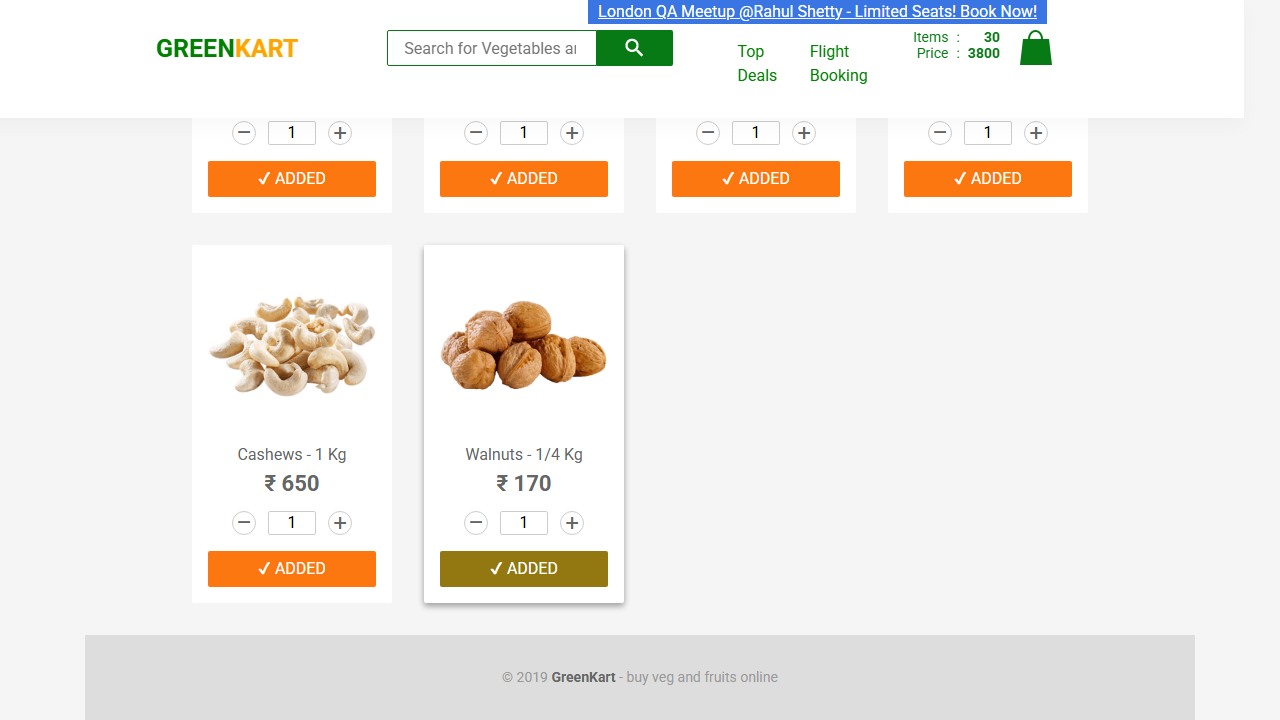 London QA Meetup @Rahul Shetty - Limited Seats! Book Now!
GREENKART
Search for Vegetables an
Top Deals
Flight Booking
Items : 30
Price : 3800
1 1 1 1
✔ ADDED ✔ ADDED ✔ ADDED ✔ ADDED
Cashews - 1 Kg
₹ 650
1
✔ ADDED
Walnuts - 1/4 Kg
₹ 170
1
✔ ADDED
© 2019 GreenKart - buy veg and fruits online